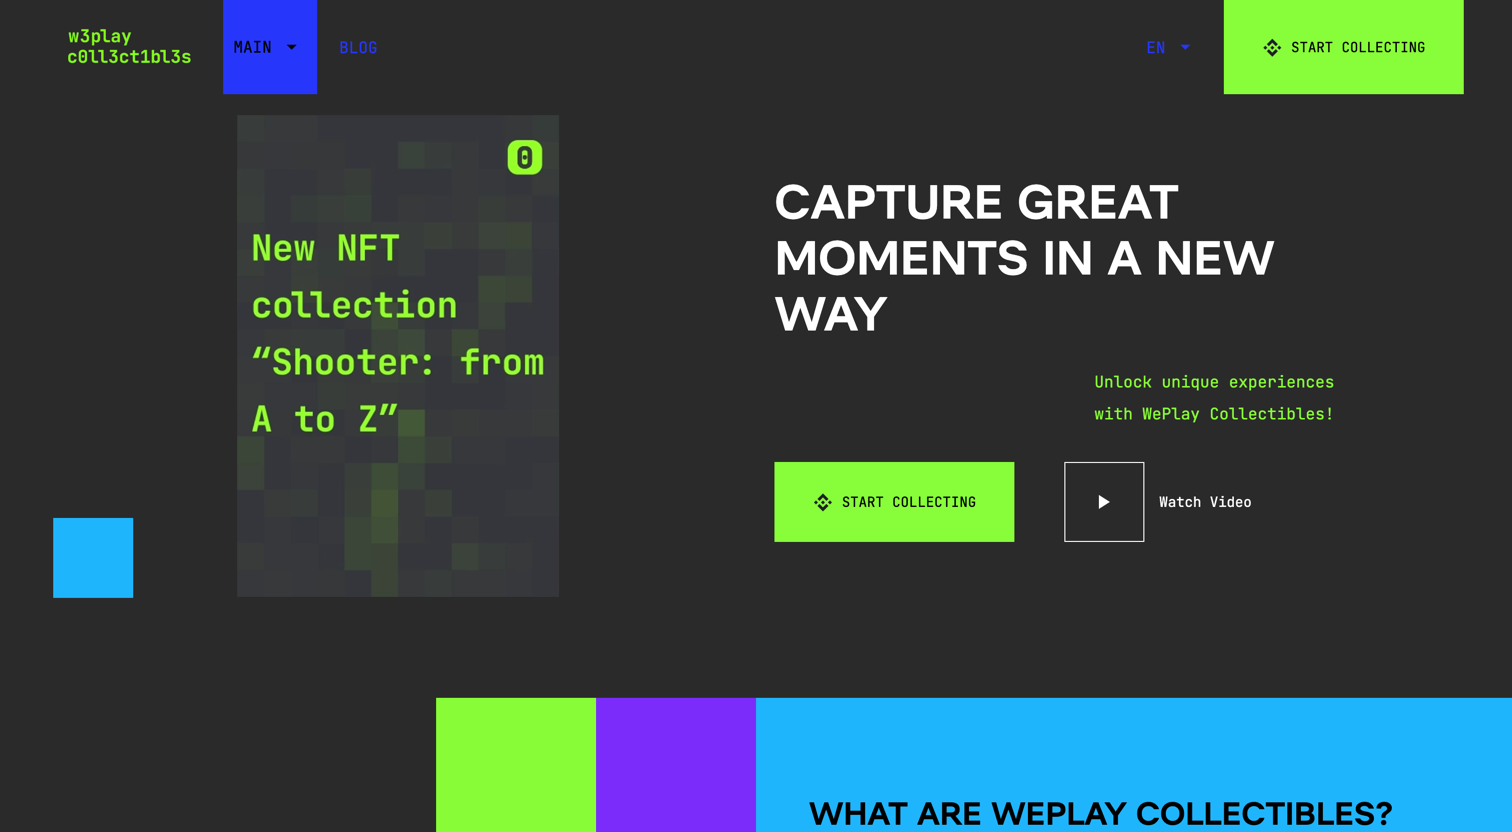 w3play
c0ll3ct1bl3s
MAIN
BLOG
EN
START COLLECTING
0
New NFT
collection
“Shooter: from
A to Z”
CAPTURE GREAT
MOMENTS IN A NEW
WAY
Unlock unique experiences
with WePlay Collectibles!
START COLLECTING
Watch Video
WHAT ARE WEPLAY COLLECTIBLES?